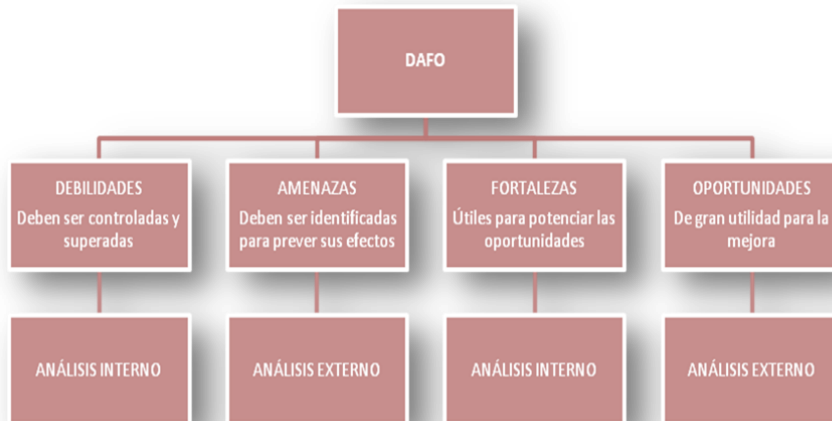 DAFO
DEBILIDADES
Deben ser controladas y
superadas
AMENAZAS
Deben ser identificadas
para prever sus efectos
FORTALEZAS
Útiles para potenciar las
oportunidades
OPORTUNIDADES
De gran utilidad para la
mejora
ANÁLISIS INTERNO
ANÁLISIS EXTERNO
ANÁLISIS INTERNO
ANÁLISIS EXTERNO